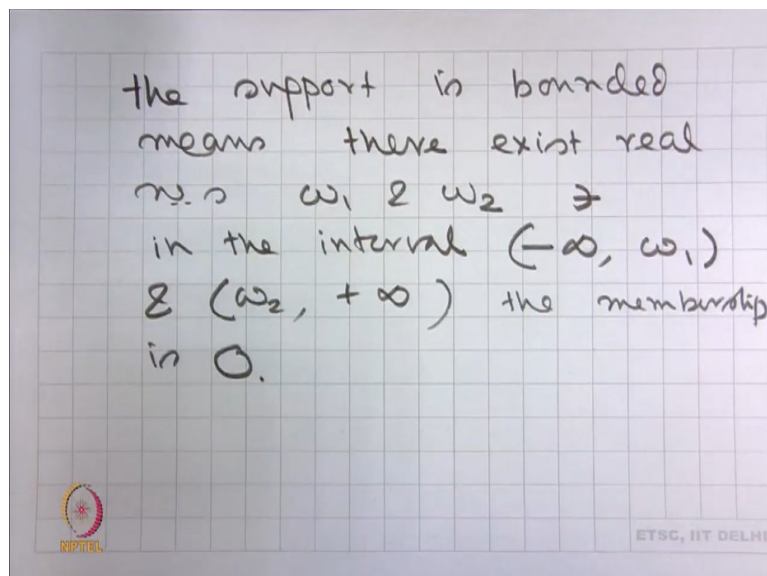 the support is bounded
means there exist real
n.s ω₁ & ω₂ ∋
in the interval (-∞, ω₁)
& (ω₂, +∞) the membership
is 0.
NPTEL
ETSC, IIT DELHI